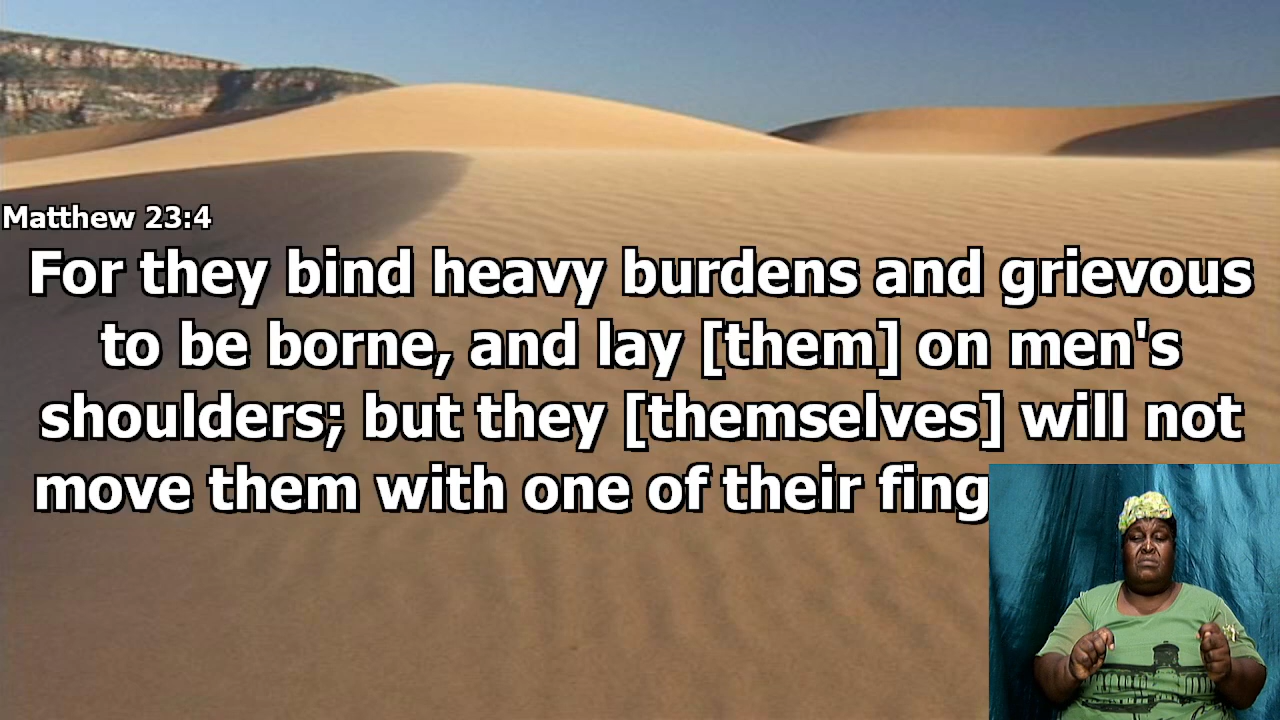 Matthew 23:4
For they bind heavy burdens and grievous
to be borne, and lay [them] on men's
shoulders; but they [themselves] will not
move them with one of their fing